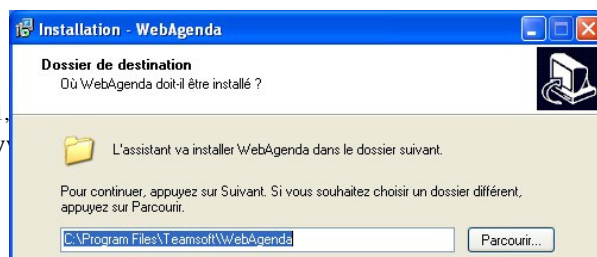 Installation - WebAgenda
Dossier de destination
Où WebAgenda doit-il être installé ?
L'assistant va installer WebAgenda dans le dossier suivant.
Pour continuer, appuyez sur Suivant. Si vous souhaitez choisir un dossier différent,
appuyez sur Parcourir.
C:\Program Files\Teamsoft\WebAgenda
Parcourir...